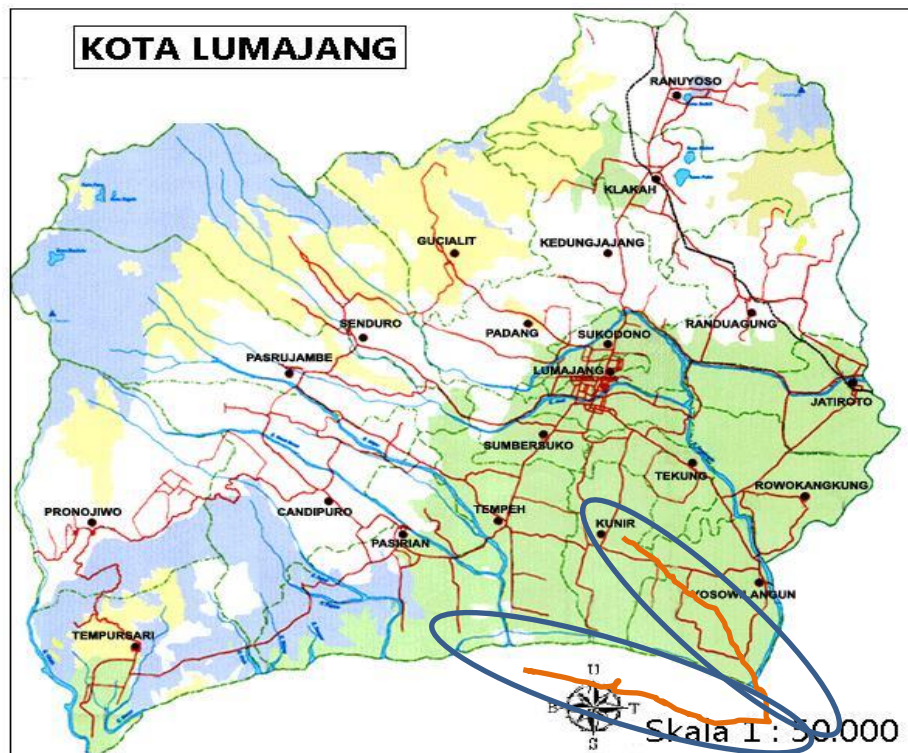 KOTA LUMAJANG
RANUYOSO
KLAKAH
GUCIALIT
KEDUNGJAJANG
SENDURO
PADANG
SUKODONO
RANDUAGUNG
PASRUJAMBE
LUMAJANG
JATIROTO
SUMBERSUKO
TEKUNG
ROWOKANGKUNG
PRONOJIWO
CANDIPURO
TEMPEH
KUNIR
PASIRIAN
YOSOWILANGUN
TEMPURSARI
U
B T
S
Skala 1 : 50.000